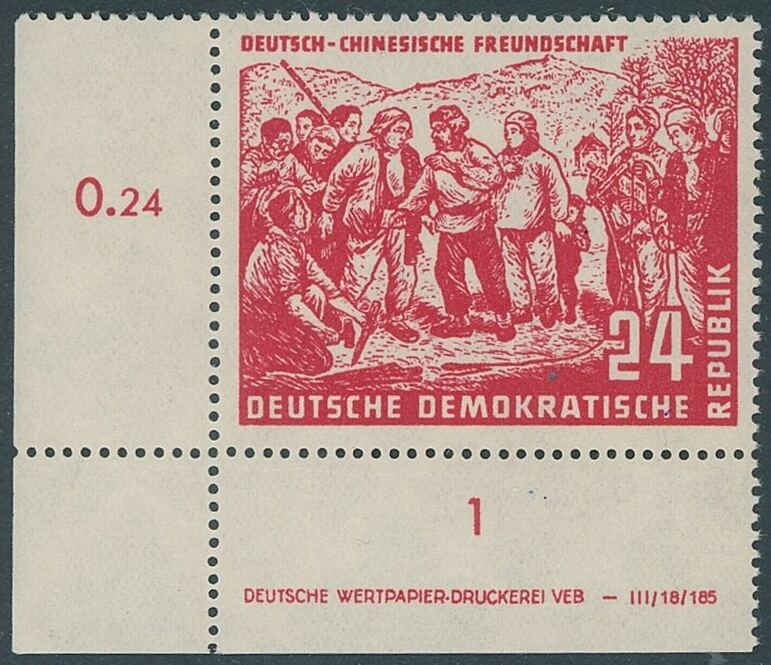 DEUTSCH-CHINESISCHE FREUNDSCHAFT
0.24
24
DEUTSCHE DEMOKRATISCHE
REPUBLIK
1
DEUTSCHE WERTPAPIER-DRUCKEREI VEB – III/18/185